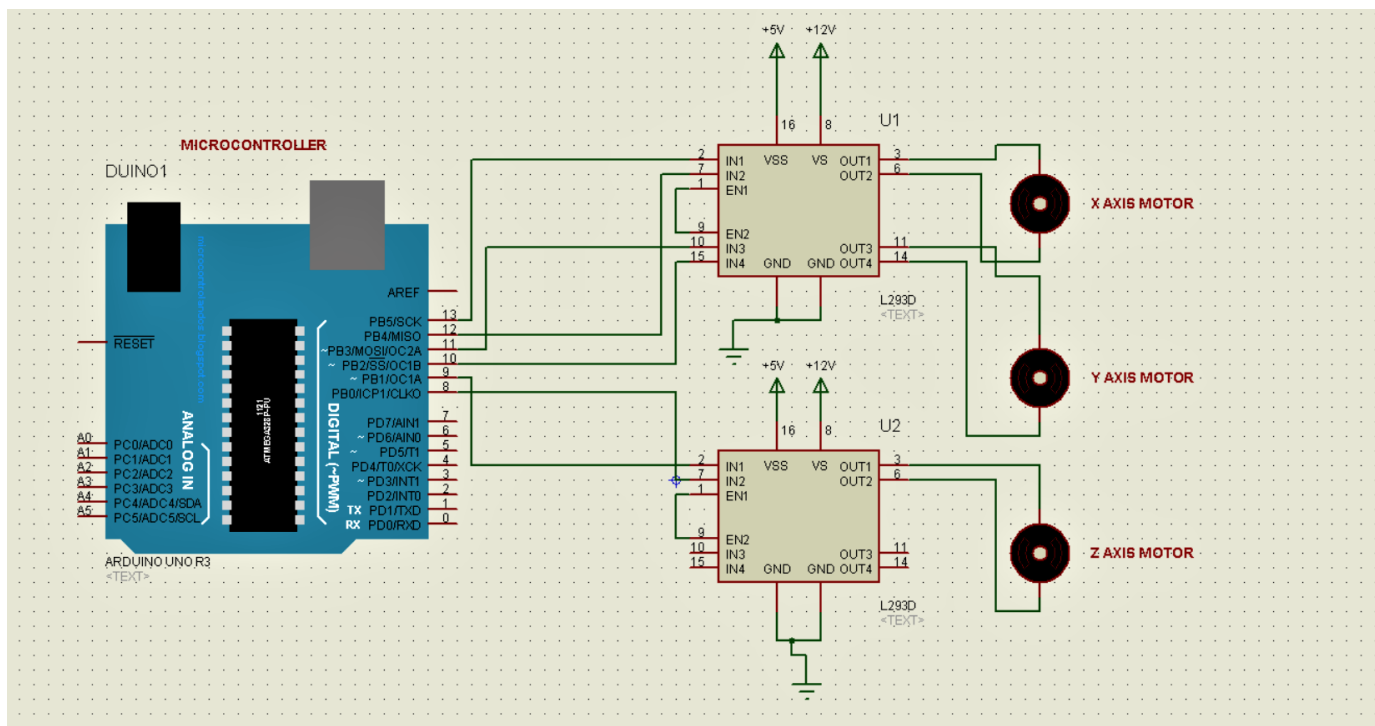 MICROCONTROLLER
DUINO1
AREF
RESET
PB5/SCK 13
PB4/MISO 12
~PB3/MOSI/OC2A 11
~ PB2/SS/OC1B 10
~ PB1/OC1A 9
PB0/ICP1/CLKO 8
PD7/AIN1 7
~ PD6/AIN0 6
~ PD5/T1 5
PD4/T0/XCK 4
~ PD3/INT1 3
PD2/INT0 2
TX PD1/TXD 1
RX PD0/RXD 0
DIGITAL (~PWM)
ANALOG IN
1121
ATMEGA328P-PU
A0 PC0/ADC0
A1 PC1/ADC1
A2 PC2/ADC2
A3 PC3/ADC3
A4 PC4/ADC4/SDA
A5 PC5/ADC5/SCL
ARDUINO UNO R3
<TEXT>
+5V +12V
16 8
U1
2 IN1 VSS VS OUT1 3
7 IN2 OUT2 6
1 EN1
9 EN2
10 IN3 OUT3 11
15 IN4 GND GND OUT4 14
L293D
<TEXT>
X AXIS MOTOR
Y AXIS MOTOR
+5V +12V
16 8
U2
2 IN1 VSS VS OUT1 3
7 IN2 OUT2 6
1 EN1
9 EN2
10 IN3 OUT3 11
15 IN4 GND GND OUT4 14
L293D
<TEXT>
Z AXIS MOTOR